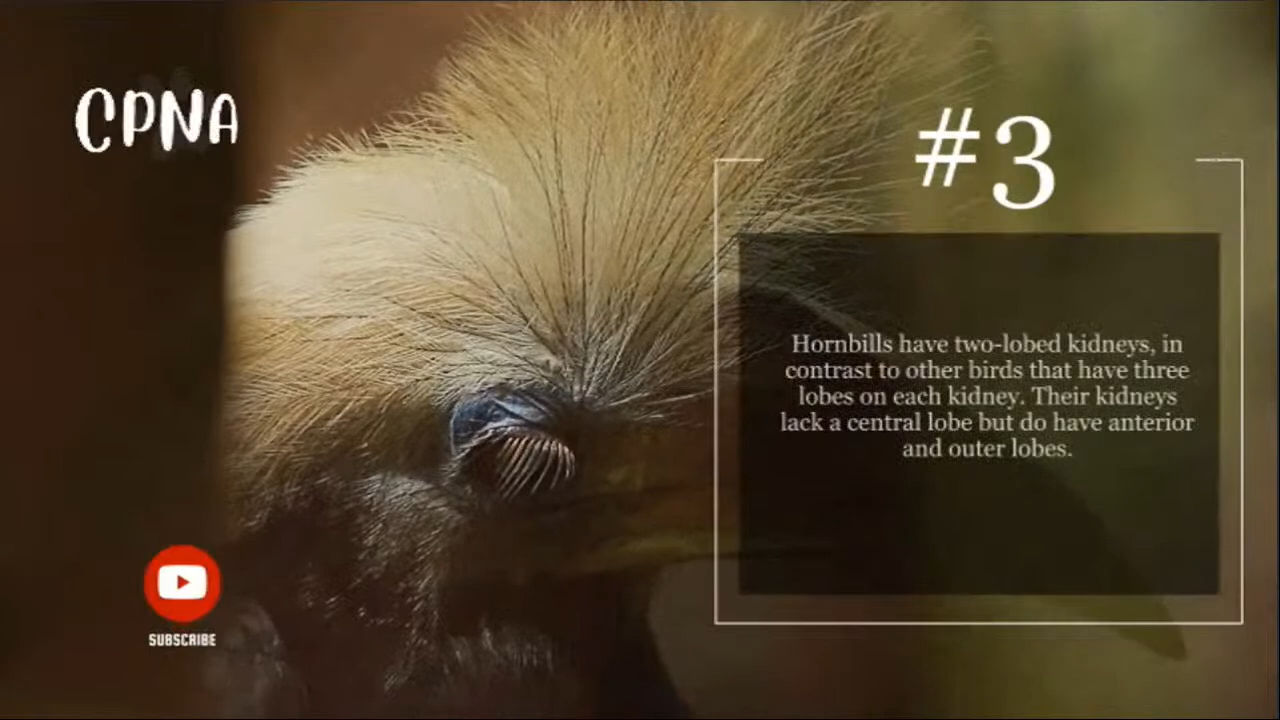 CPNA
#3
Hornbills have two-lobed kidneys, in
contrast to other birds that have three
lobes on each kidney. Their kidneys
lack a central lobe but do have anterior
and outer lobes.
SUBSCRIBE